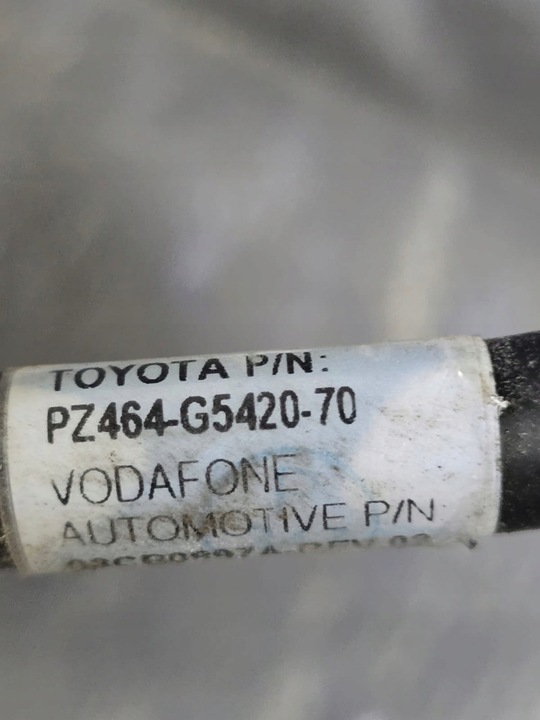 TOYOTA P/N:
PZ464-G5420-70
VODAFONE
AUTOMOTIVE P/N